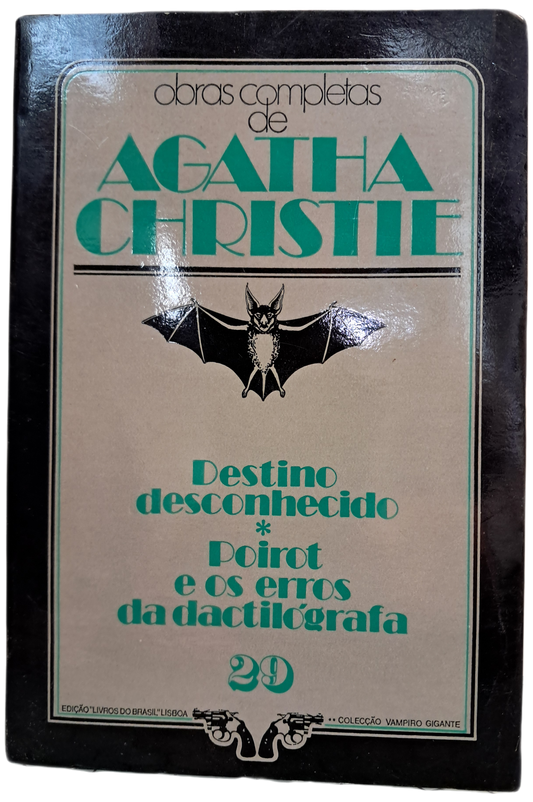 obras completas
de
AGATHA
CHRISTIE
Destino
desconhecido
*
Poirot
e os erros
da dactilógrafa
29
EDIÇÃO "LIVROS DO BRASIL" LISBOA
•• COLECÇÃO VAMPIRO GIGANTE